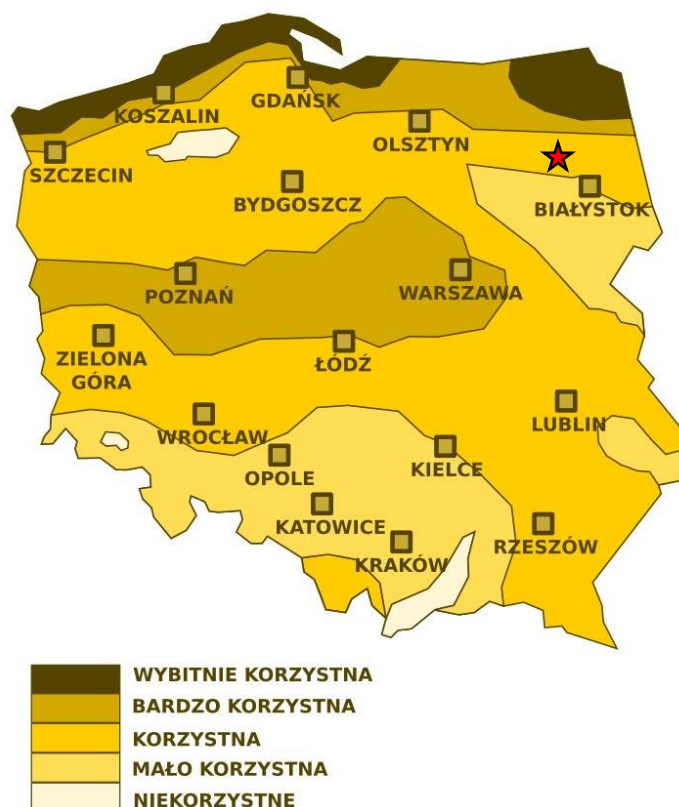 KOSZALIN
GDAŃSK
OLSZTYN
SZCZECIN
BYDGOSZCZ
BIAŁYSTOK
POZNAŃ
WARSZAWA
ZIELONA
GÓRA
ŁÓDŹ
LUBLIN
WROCŁAW
OPOLE
KIELCE
KATOWICE
KRAKÓW
RZESZÓW
WYBITNIE KORZYSTNA
BARDZO KORZYSTNA
KORZYSTNA
MAŁO KORZYSTNA
NIEKORZYSTNE